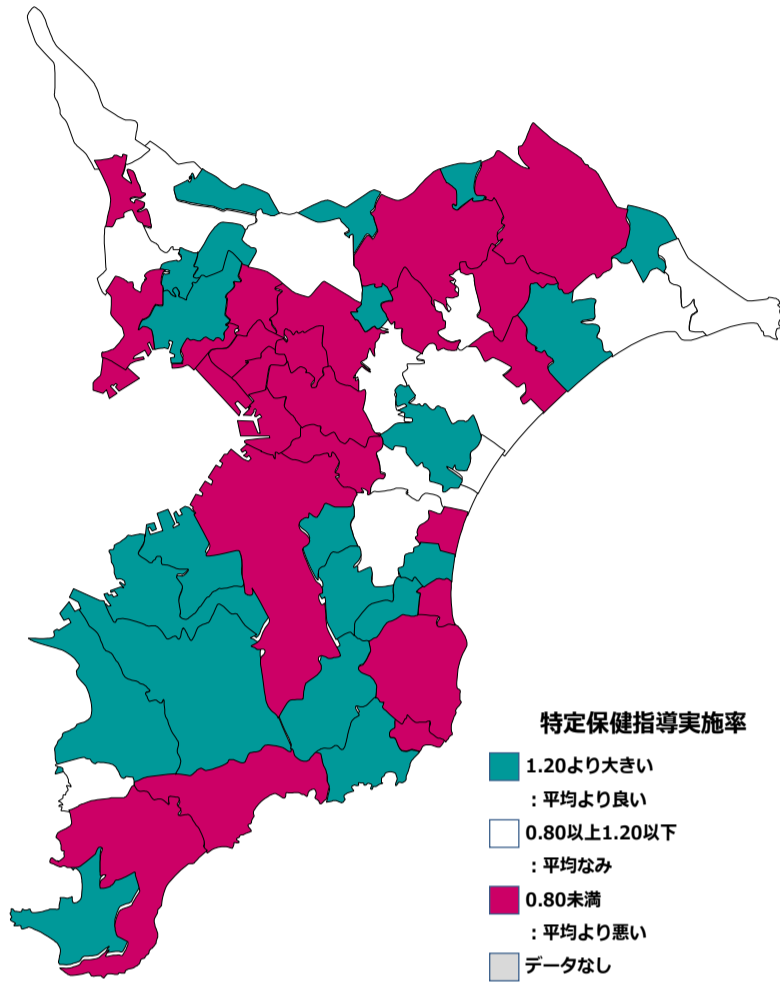 特定保健指導実施率
1.20より大きい
：平均より良い
0.80以上1.20以下
：平均なみ
0.80未満
：平均より悪い
データなし